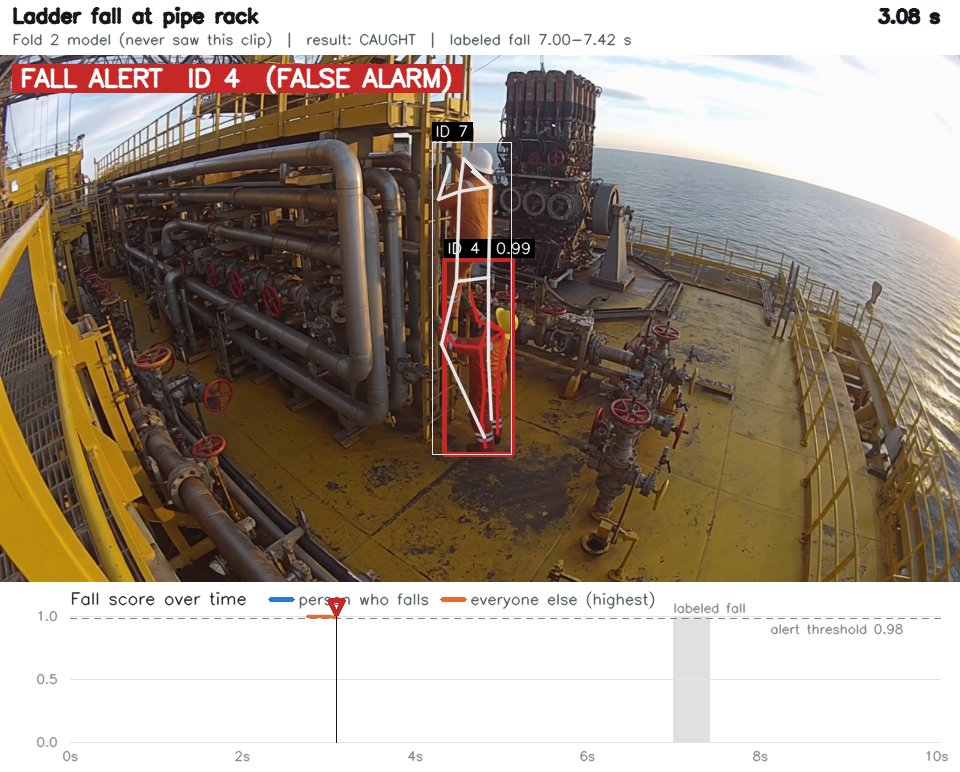 Ladder fall at pipe rack
3.08 s
Fold 2 model (never saw this clip) | result: CAUGHT | labeled fall 7.00–7.42 s
FALL ALERT ID 4 (FALSE ALARM)
ID 7
ID 4 0.99
Fall score over time
person who falls
everyone else (highest)
labeled fall
alert threshold 0.98
1.0
0.5
0.0
0s 2s 4s 6s 8s 10s